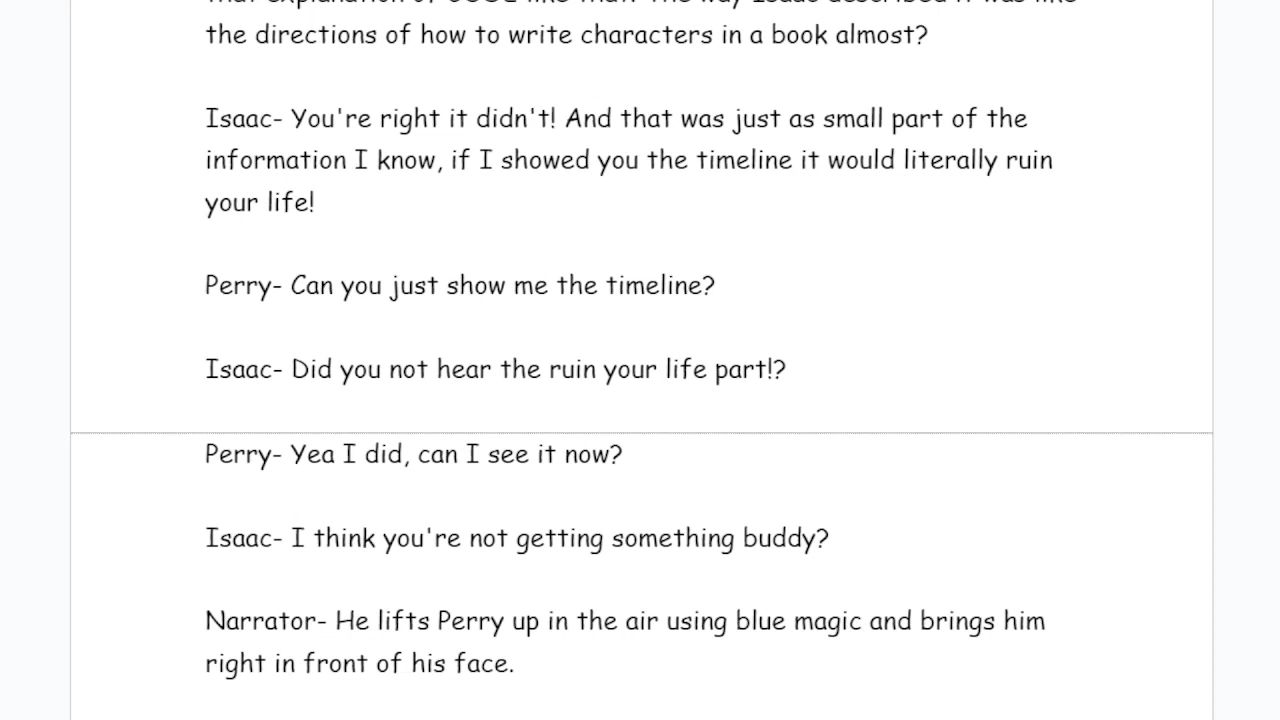 the directions of how to write characters in a book almost?
Isaac- You're right it didn't! And that was just as small part of the
information I know, if I showed you the timeline it would literally ruin
your life!
Perry- Can you just show me the timeline?
Isaac- Did you not hear the ruin your life part!?
Perry- Yea I did, can I see it now?
Isaac- I think you're not getting something buddy?
Narrator- He lifts Perry up in the air using blue magic and brings him
right in front of his face.